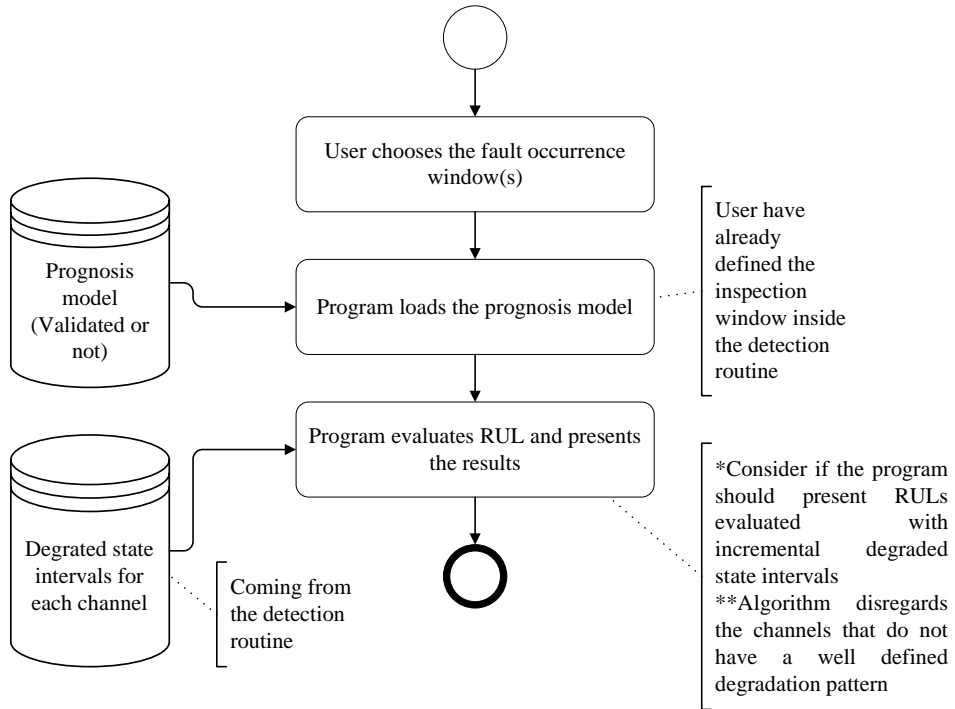 User chooses the fault occurrence
window(s)
Prognosis
model
(Validated or
not)
Program loads the prognosis model
User have
already
defined the
inspection
window inside
the detection
routine
Program evaluates RUL and presents
the results
Degrated state
intervals for
each channel
Coming from
the detection
routine
*Consider if the program
should present RULs
evaluated with
incremental degraded
state intervals
**Algorithm disregards
the channels that do not
have a well defined
degradation pattern